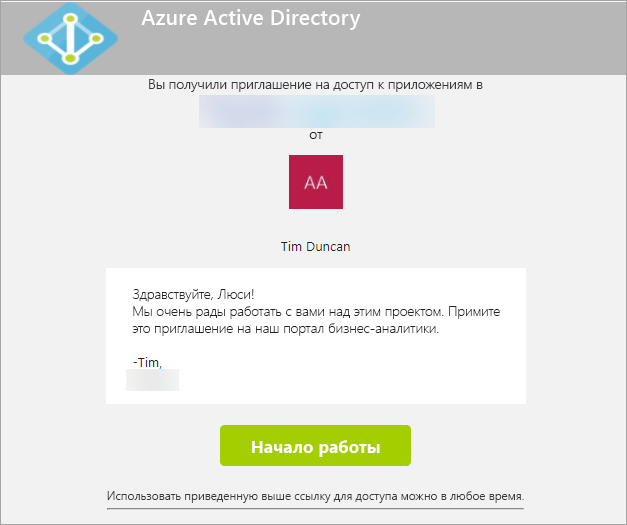 Azure Active Directory
Вы получили приглашение на доступ к приложениям в
от
AA
Tim Duncan
Здравствуйте, Люси!
Мы очень рады работать с вами над этим проектом. Примите
это приглашение на наш портал бизнес-аналитики.
-Tim,
Начало работы
Использовать приведенную выше ссылку для доступа можно в любое время.